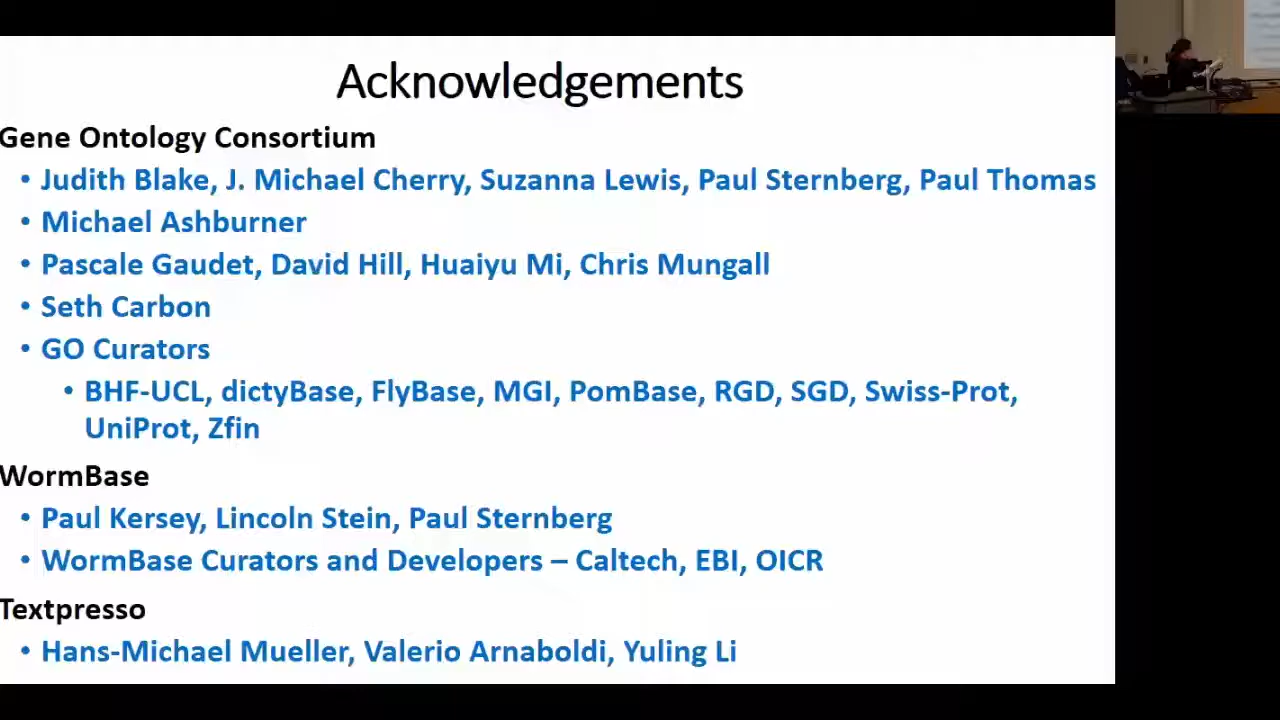 Acknowledgements
Gene Ontology Consortium
• Judith Blake, J. Michael Cherry, Suzanna Lewis, Paul Sternberg, Paul Thomas
• Michael Ashburner
• Pascale Gaudet, David Hill, Huaiyu Mi, Chris Mungall
• Seth Carbon
• GO Curators
• BHF-UCL, dictyBase, FlyBase, MGI, PomBase, RGD, SGD, Swiss-Prot,
UniProt, Zfin
WormBase
• Paul Kersey, Lincoln Stein, Paul Sternberg
• WormBase Curators and Developers – Caltech, EBI, OICR
Textpresso
• Hans-Michael Mueller, Valerio Arnaboldi, Yuling Li